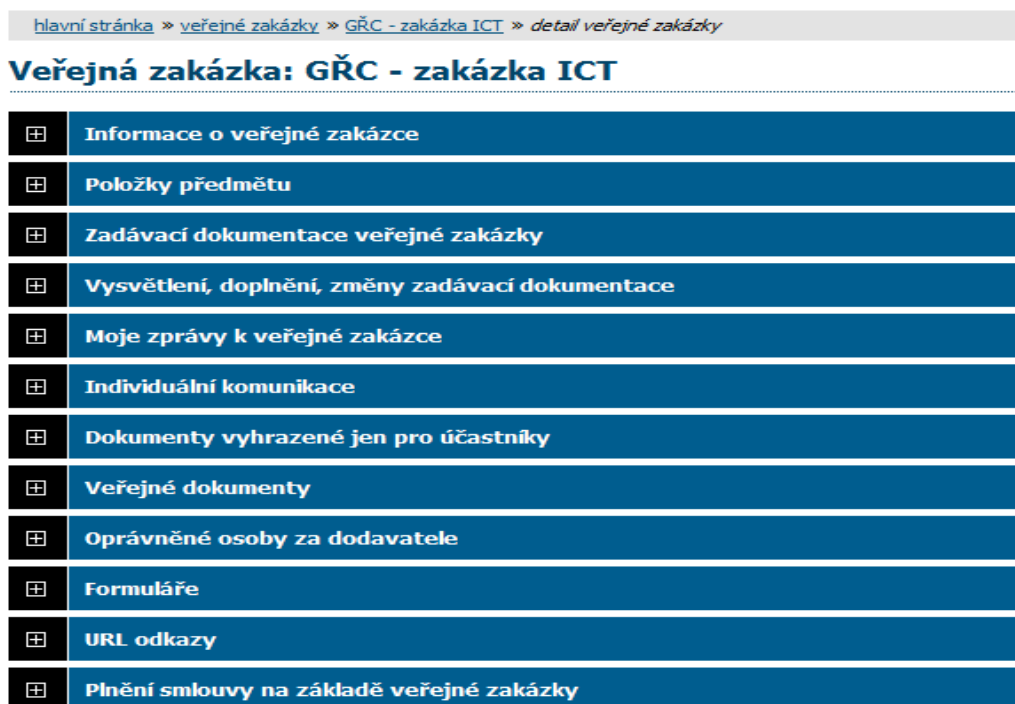 hlavní stránka » veřejné zakázky » GŘC - zakázka ICT » detail veřejné zakázky
Veřejná zakázka: GŘC - zakázka ICT
Informace o veřejné zakázce
Položky předmětu
Zadávací dokumentace veřejné zakázky
Vysvětlení, doplnění, změny zadávací dokumentace
Moje zprávy k veřejné zakázce
Individuální komunikace
Dokumenty vyhrazené jen pro účastníky
Veřejné dokumenty
Oprávněné osoby za dodavatele
Formuláře
URL odkazy
Plnění smlouvy na základě veřejné zakázky